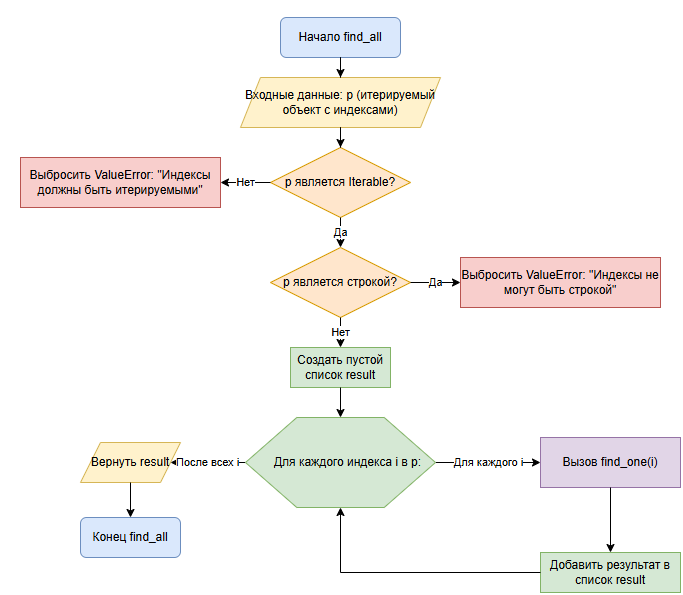 Начало find_all
Входные данные: p (итерируемый
объект с индексами)
p является Iterable?
Нет
Выбросить ValueError: "Индексы
должны быть итерируемыми"
Да
p является строкой?
Да
Выбросить ValueError: "Индексы не
могут быть строкой"
Нет
Создать пустой
список result
Для каждого индекса i в p:
Для каждого i
Вызов find_one(i)
Добавить результат в
список result
После всех i
Вернуть result
Конец find_all